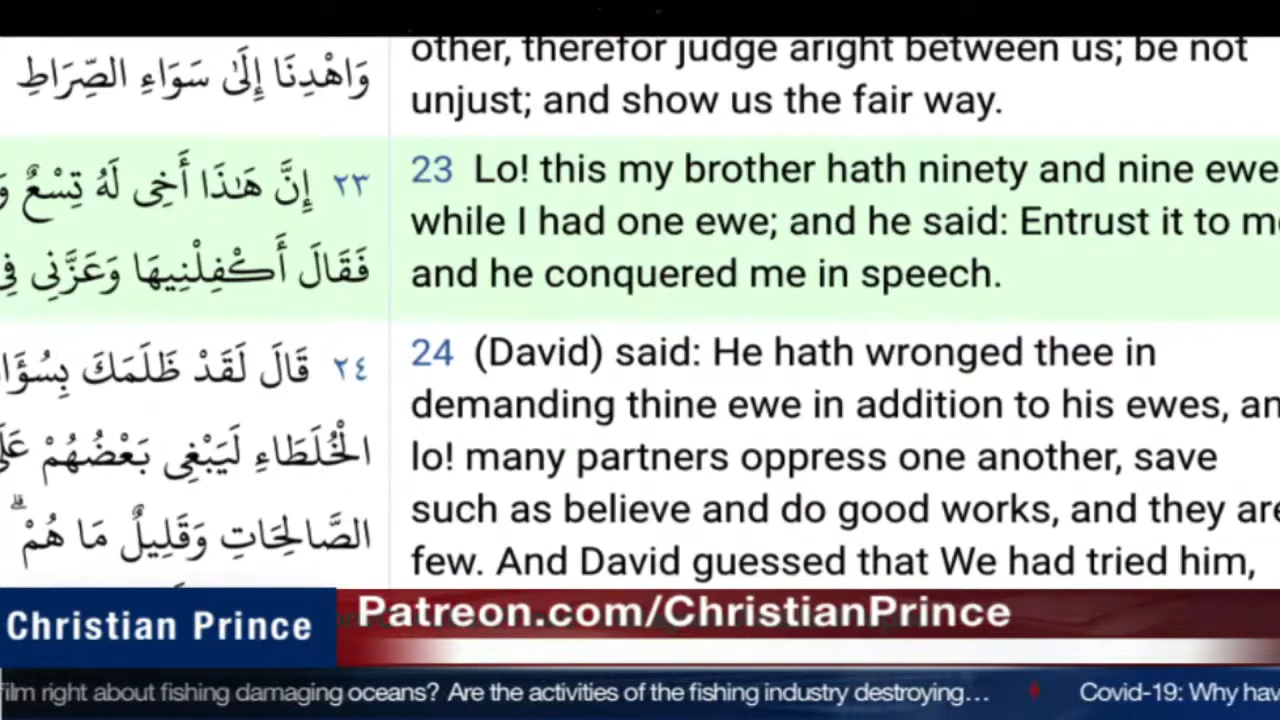 other, therefor judge aright between us; be not
وَاهْدِنَا إِلَىٰ سَوَاءِ الصِّرَاطِ
unjust; and show us the fair way.
٢٣ إِنَّ هَـٰذَا أَخِي لَهُ تِسْعٌ
23 Lo! this my brother hath ninety and nine ewe
while I had one ewe; and he said: Entrust it to m
فَقَالَ أَكْفِلْنِيهَا وَعَزَّنِي فِي
and he conquered me in speech.
٢٤ قَالَ لَقَدْ ظَلَمَكَ بِسُؤَا
24 (David) said: He hath wronged thee in
demanding thine ewe in addition to his ewes, an
الْخُلَطَاءِ لَيَبْغِي بَعْضُهُمْ
lo! many partners oppress one another, save
such as believe and do good works, and they are
الصَّالِحَاتِ وَقَلِيلٌ مَا هُمْ ۗ
few. And David guessed that We had tried him,
Christian Prince
Patreon.com/ChristianPrince
film right about fishing damaging oceans? Are the activities of the fishing industry destroying... Covid-19: Why hav